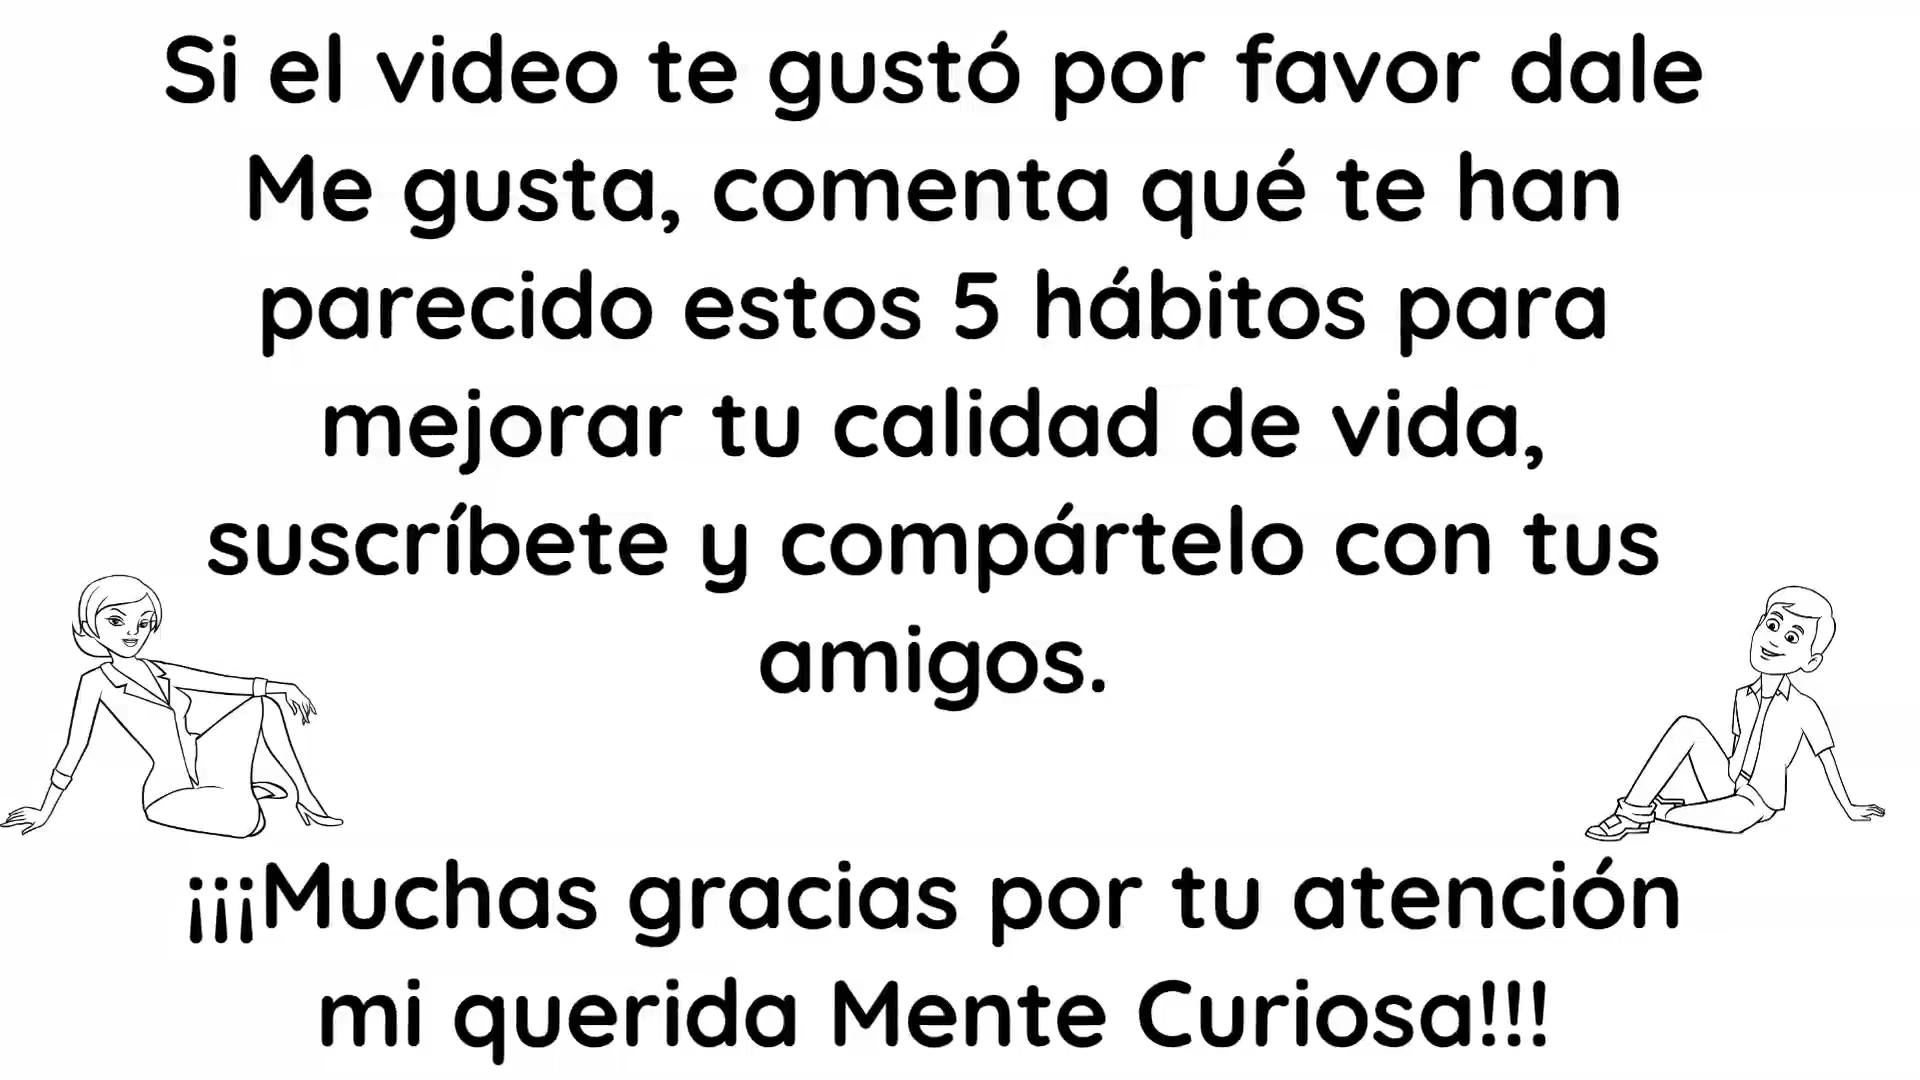 Si el video te gustó por favor dale
Me gusta, comenta qué te han
parecido estos 5 hábitos para
mejorar tu calidad de vida,
suscríbete y compártelo con tus
amigos.
¡¡¡Muchas gracias por tu atención
mi querida Mente Curiosa!!!